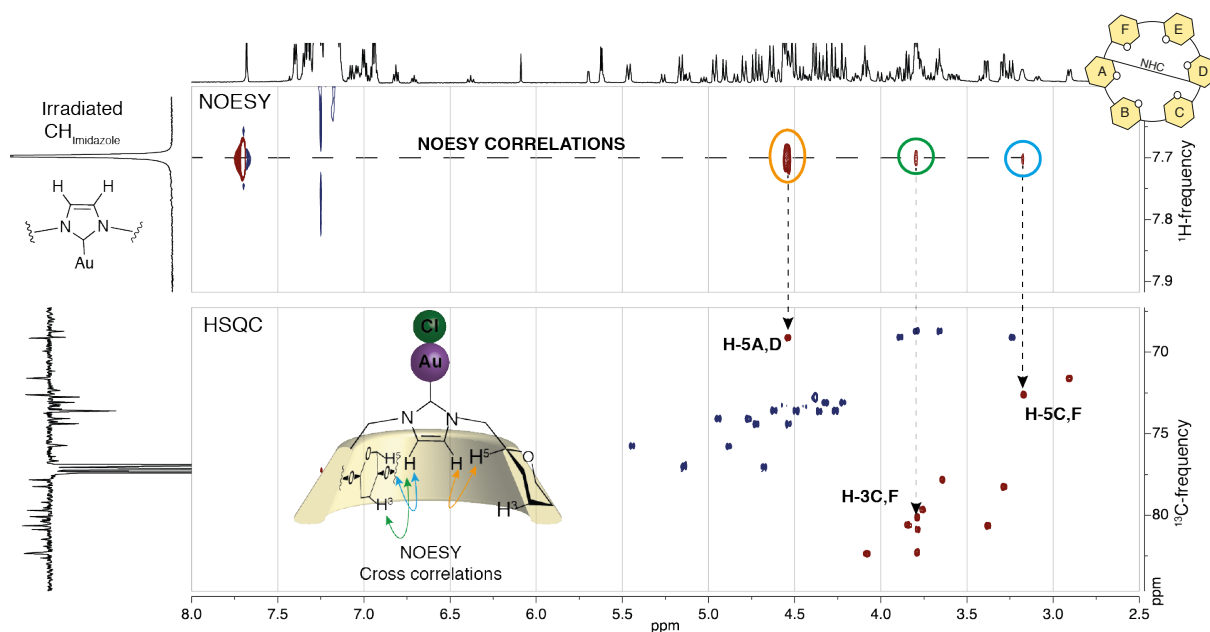 F
E
A
NHC
D
B
C
Irradiated
CH Imidazole
NOESY
NOESY CORRELATIONS
H
H
N
N
Au
7.7
7.8
7.9
¹H-frequency
HSQC
Cl
Au
N
N
H-5A,D
H-5C,F
H-3C,F
H⁵
H
H
H⁵
O
H³
H³
NOESY
Cross correlations
70
75
80
¹³C-frequency
ppm
8.0 7.5 7.0 6.5 6.0 5.5 5.0 4.5 4.0 3.5 3.0 2.5
ppm